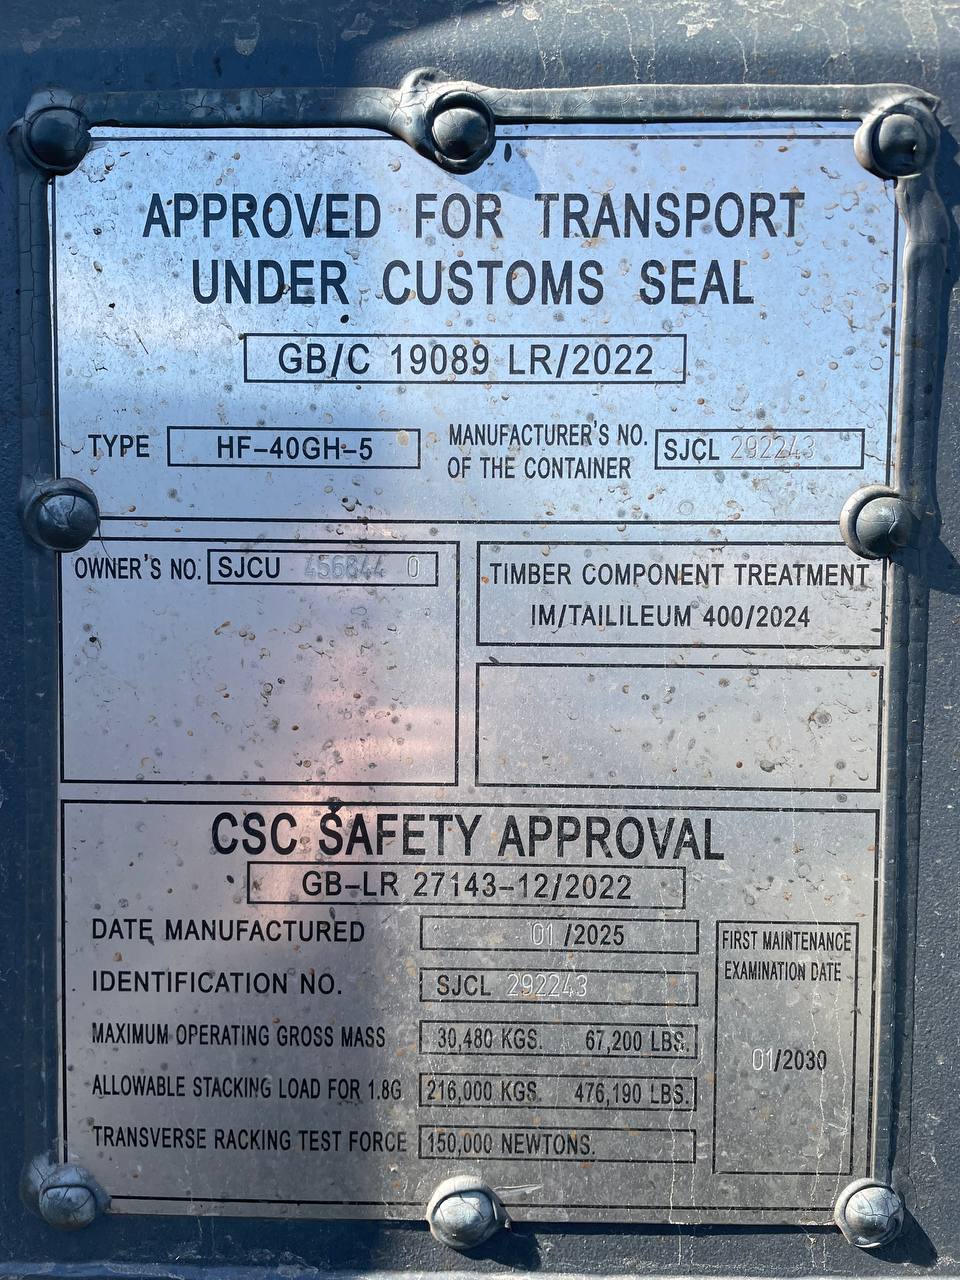 APPROVED FOR TRANSPORT
UNDER CUSTOMS SEAL
GB/C 19089 LR/2022
TYPE HF-40GH-5
MANUFACTURER'S NO.
OF THE CONTAINER SJCL 292243
OWNER'S NO. SJCU 456844 0
TIMBER COMPONENT TREATMENT
IM/TAILILEUM 400/2024
CSC SAFETY APPROVAL
GB-LR 27143-12/2022
DATE MANUFACTURED 01/2025
IDENTIFICATION NO. SJCL 292243
MAXIMUM OPERATING GROSS MASS 30,480 KGS. 67,200 LBS.
ALLOWABLE STACKING LOAD FOR 1.8G 216,000 KGS. 476,190 LBS.
TRANSVERSE RACKING TEST FORCE 150,000 NEWTONS.
FIRST MAINTENANCE
EXAMINATION DATE
01/2030